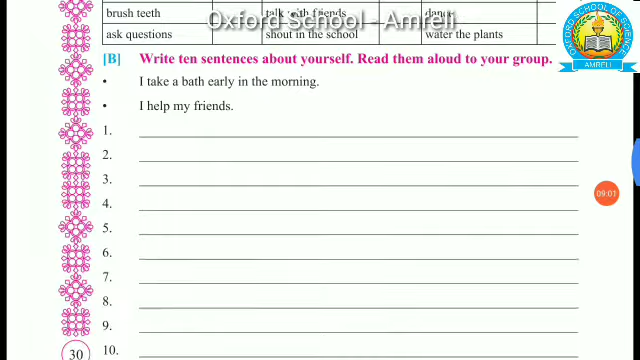 Oxford School - Amreli
brush teeth talk with friends dance
ask questions shout in the school water the plants
[B] Write ten sentences about yourself. Read them aloud to your group.
• I take a bath early in the morning.
• I help my friends.
1.
2.
3.
4.
5.
6.
7.
8.
9.
10.
30
09:01
OXFORD SCHOOL OF SCIENCE
AMRELI